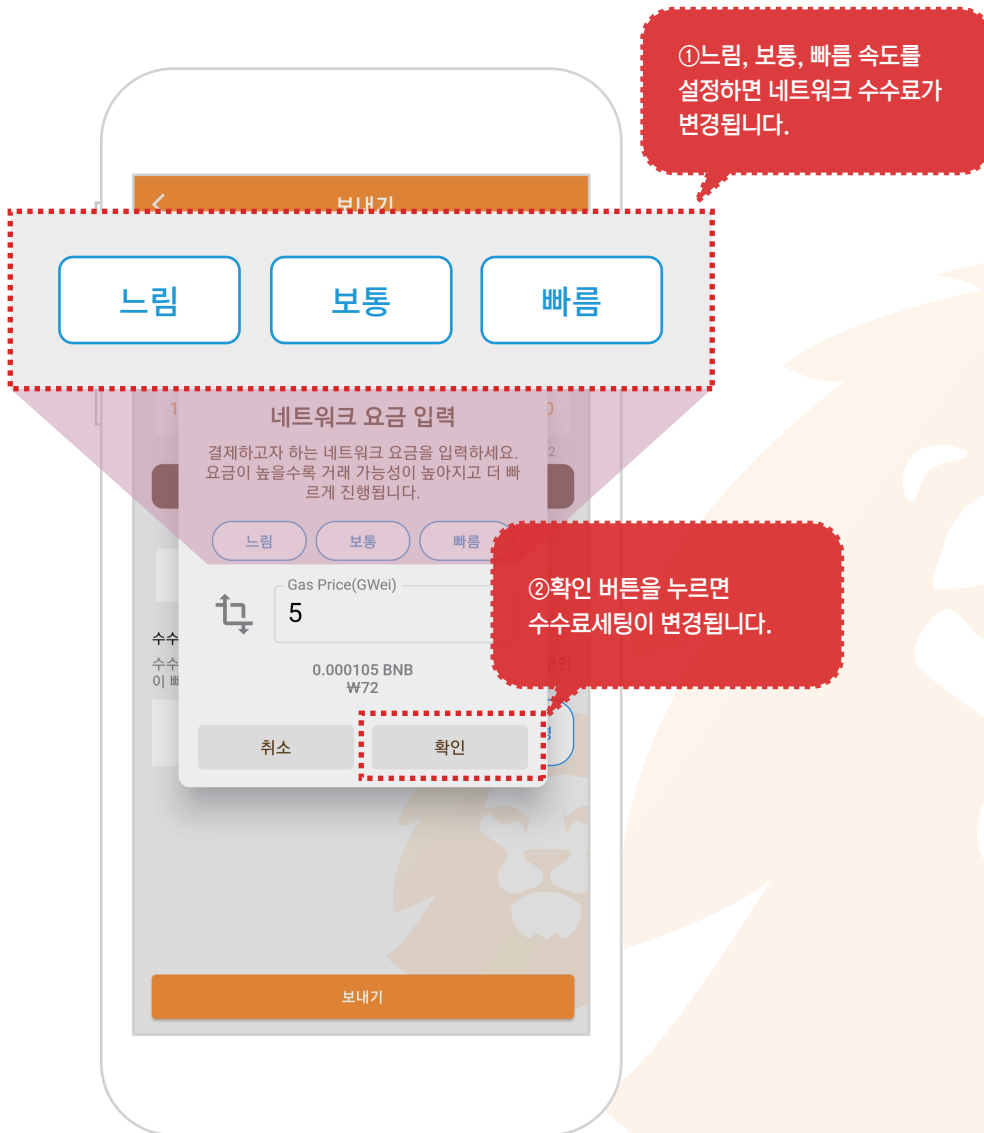 ①느림, 보통, 빠름 속도를
설정하면 네트워크 수수료가
변경됩니다.
보내기
느림
보통
빠름
네트워크 요금 입력
결제하고자 하는 네트워크 요금을 입력하세요.
요금이 높을수록 거래 가능성이 높아지고 더 빠
르게 진행됩니다.
느림
보통
빠름
Gas Price(GWei)
5
②확인 버튼을 누르면
수수료세팅이 변경됩니다.
수수
수수
이 빠
0.000105 BNB
₩72
취소
확인
보내기